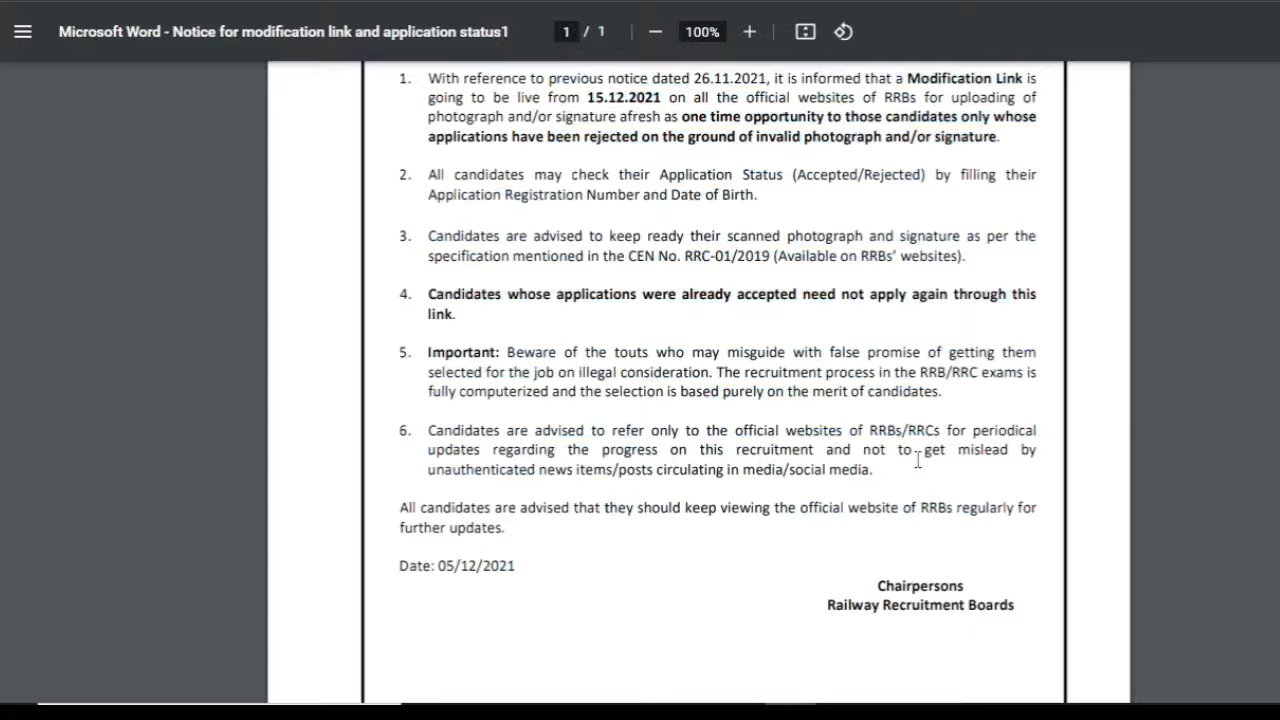 Microsoft Word - Notice for modification link and application status1
1 / 1
100%
1. With reference to previous notice dated 26.11.2021, it is informed that a Modification Link is
going to be live from 15.12.2021 on all the official websites of RRBs for uploading of
photograph and/or signature afresh as one time opportunity to those candidates only whose
applications have been rejected on the ground of invalid photograph and/or signature.
2. All candidates may check their Application Status (Accepted/Rejected) by filling their
Application Registration Number and Date of Birth.
3. Candidates are advised to keep ready their scanned photograph and signature as per the
specification mentioned in the CEN No. RRC-01/2019 (Available on RRBs' websites).
4. Candidates whose applications were already accepted need not apply again through this
link.
5. Important: Beware of the touts who may misguide with false promise of getting them
selected for the job on illegal consideration. The recruitment process in the RRB/RRC exams is
fully computerized and the selection is based purely on the merit of candidates.
6. Candidates are advised to refer only to the official websites of RRBs/RRCs for periodical
updates regarding the progress on this recruitment and not to get mislead by
unauthenticated news items/posts circulating in media/social media.
All candidates are advised that they should keep viewing the official website of RRBs regularly for
further updates.
Date: 05/12/2021
Chairpersons
Railway Recruitment Boards